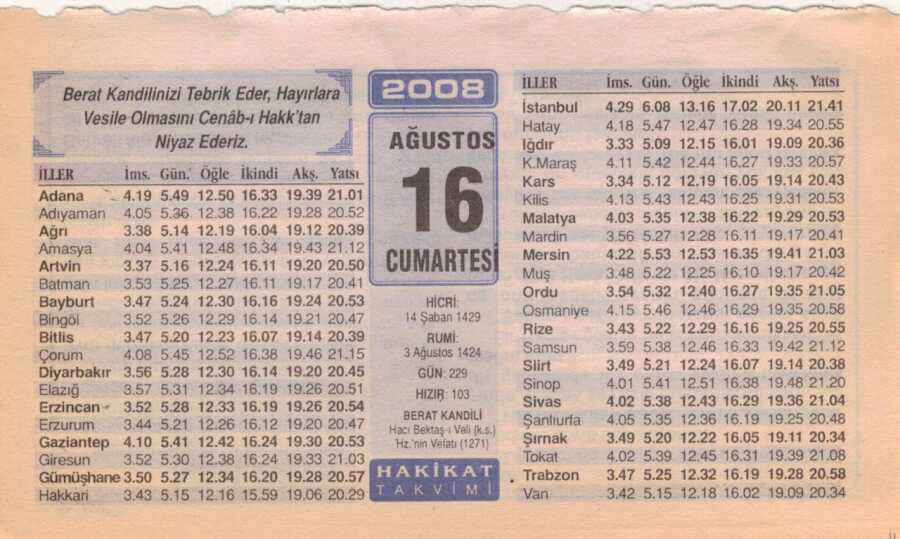 Berat Kandilinizi Tebrik Eder, Hayırlara
Vesile Olmasını Cenâb-ı Hakk'tan
Niyaz Ederiz.
İLLER İms. Gün. Öğle İkindi Akş. Yatsı
Adana 4.19 5.49 12.50 16.33 19.39 21.01
Adıyaman 4.05 5.36 12.38 16.22 19.28 20.52
Ağrı 3.38 5.14 12.19 16.04 19.12 20.39
Amasya 4.04 5.41 12.48 16.34 19.43 21.12
Artvin 3.37 5.16 12.24 16.11 19.20 20.50
Batman 3.53 5.25 12.27 16.11 19.17 20.41
Bayburt 3.47 5.24 12.30 16.16 19.24 20.53
Bingöl 3.52 5.26 12.29 16.14 19.21 20.47
Bitlis 3.47 5.20 12.23 16.07 19.14 20.39
Çorum 4.08 5.45 12.52 16.38 19.46 21.15
Diyarbakır 3.56 5.28 12.30 16.14 19.20 20.45
Elazığ 3.57 5.31 12.34 16.19 19.26 20.51
Erzincan 3.52 5.28 12.33 16.19 19.26 20.54
Erzurum 3.44 5.21 12.26 16.12 19.20 20.47
Gaziantep 4.10 5.41 12.42 16.24 19.30 20.53
Giresun 3.52 5.30 12.38 16.24 19.33 21.03
Gümüşhane 3.50 5.27 12.34 16.20 19.28 20.57
Hakkari 3.43 5.15 12.16 15.59 19.06 20.29
2008
AĞUSTOS
16
CUMARTESİ
HİCRİ:
14 Şaban 1429
RUMİ:
3 Ağustos 1424
GÜN: 229
HIZIR: 103
BERAT KANDİLİ
Hacı Bektaş-ı Veli (k.s.)
Hz.'nin Vefatı (1271)
HAKİKAT
TAKVİMİ
İLLER İms. Gün. Öğle İkindi Akş. Yatsı
İstanbul 4.29 6.08 13.16 17.02 20.11 21.41
Hatay 4.18 5.47 12.47 16.28 19.34 20.55
Iğdır 3.33 5.09 12.15 16.01 19.09 20.36
K.Maraş 4.11 5.42 12.44 16.27 19.33 20.57
Kars 3.34 5.12 12.19 16.05 19.14 20.43
Kilis 4.13 5.43 12.43 16.25 19.31 20.53
Malatya 4.03 5.35 12.38 16.22 19.29 20.53
Mardin 3.56 5.27 12.28 16.11 19.17 20.41
Mersin 4.22 5.53 12.53 16.35 19.41 21.03
Muş 3.48 5.22 12.25 16.10 19.17 20.42
Ordu 3.54 5.32 12.40 16.27 19.35 21.05
Osmaniye 4.15 5.46 12.46 16.29 19.35 20.58
Rize 3.43 5.22 12.29 16.16 19.25 20.55
Samsun 3.59 5.38 12.46 16.33 19.42 21.12
Siirt 3.49 5.21 12.24 16.07 19.14 20.38
Sinop 4.01 5.41 12.51 16.38 19.48 21.20
Sivas 4.02 5.38 12.43 16.29 19.36 21.04
Şanlıurfa 4.05 5.35 12.36 16.19 19.25 20.48
Şırnak 3.49 5.20 12.22 16.05 19.11 20.34
Tokat 4.02 5.39 12.45 16.31 19.39 21.08
Trabzon 3.47 5.25 12.32 16.19 19.28 20.58
Van 3.42 5.15 12.18 16.02 19.09 20.34